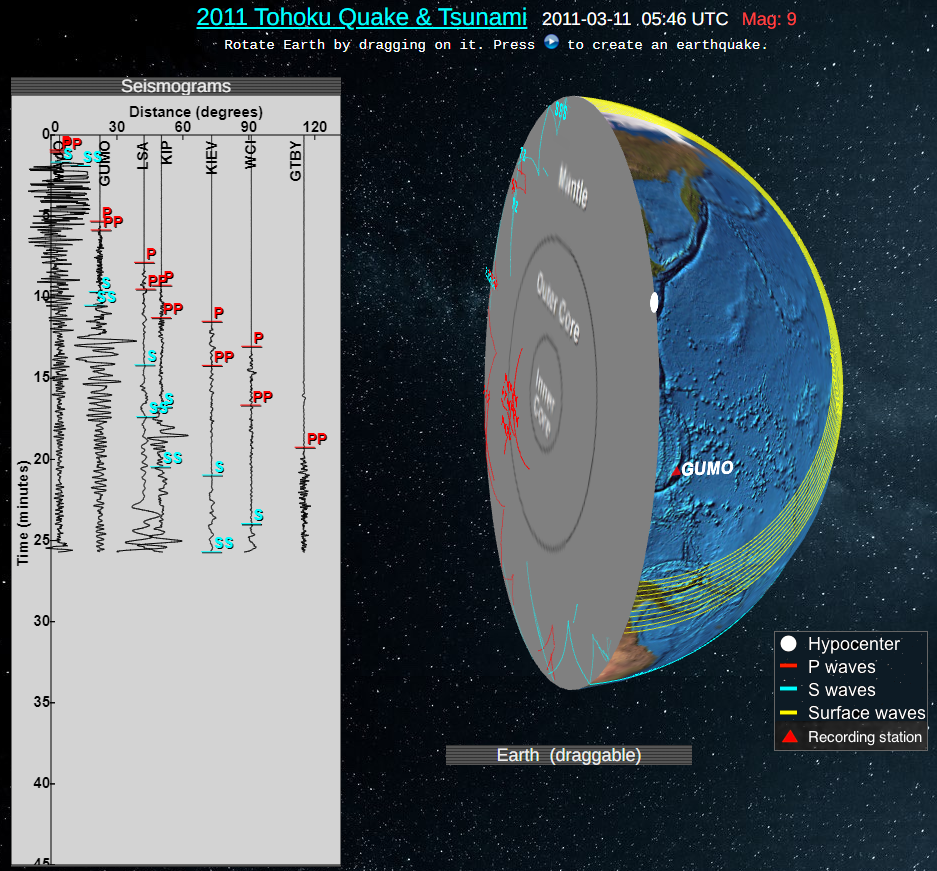 2011 Tohoku Quake & Tsunami 2011-03-11 05:46 UTC Mag: 9
Rotate Earth by dragging on it. Press to create an earthquake.
Seismograms
Distance (degrees)
0 30 60 90 120
0
5
10
15
20
25
30
35
40
45
Time (minutes)
GUMO
LSA
KIP
KIEV
WCI
GTBY
PP
S SS
P
PP
S
SS
P
PP
S
SS
P
PP
S
SS
P
PP
S
SS
P
PP
S
PP
Mantle
Outer Core
Inner Core
GUMO
Hypocenter
P waves
S waves
Surface waves
Recording station
Earth (draggable)